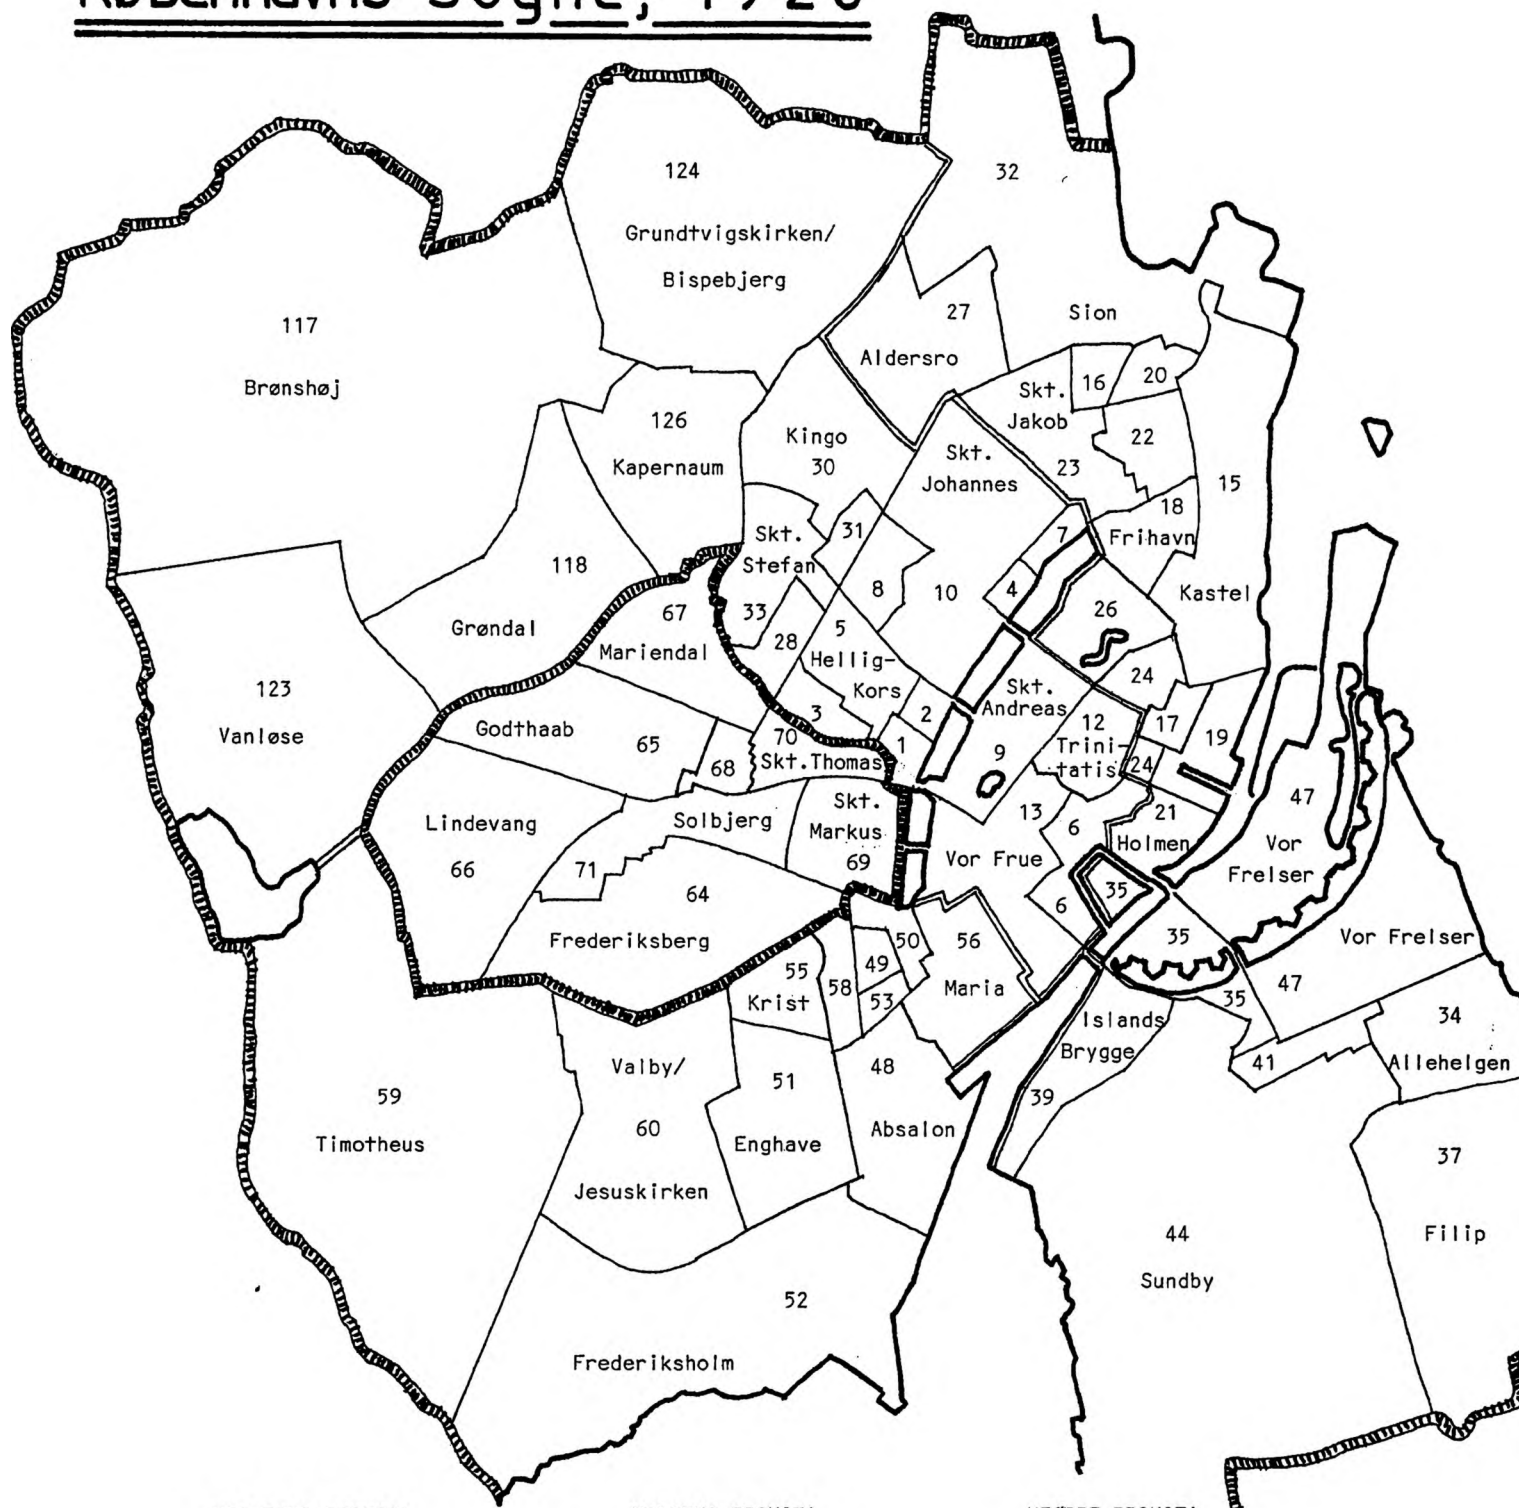 Københavns Sogne, 1920
124
Grundtvigskirken/
Bispebjerg
32
117
Brønshøj
27
Aldersro
Sion
16
20
Skt.
Jakob
22
23
126
Kapernaum
Kingo
30
Skt.
Johannes
15
18
Frihavn
Kastel
31
7
Skt.
Stefan
33
118
Grøndal
8
10
4
26
67
Mariendal
28
5
Hellig-
Kors
24
Skt.
Andreas
123
Vanløse
Godthaab
65
68
3
2
1
70
Skt.Thomas
9
12
Trini-
tatis
17
19
24
47
Lindevang
66
Solbjerg
71
Skt.
Markus
69
13
6
Vor Frue
21
Holmen
Vor
Frelser
64
Frederiksberg
6
35
35
35
Vor Frelser
47
55
Krist
58
50
49
53
56
Maria
Islands
Brygge
39
41
34
Allehelgen
59
Timotheus
Valby/
60
Jesuskirken
51
Enghave
48
Absalon
37
Filip
44
Sundby
52
Frederiksholm